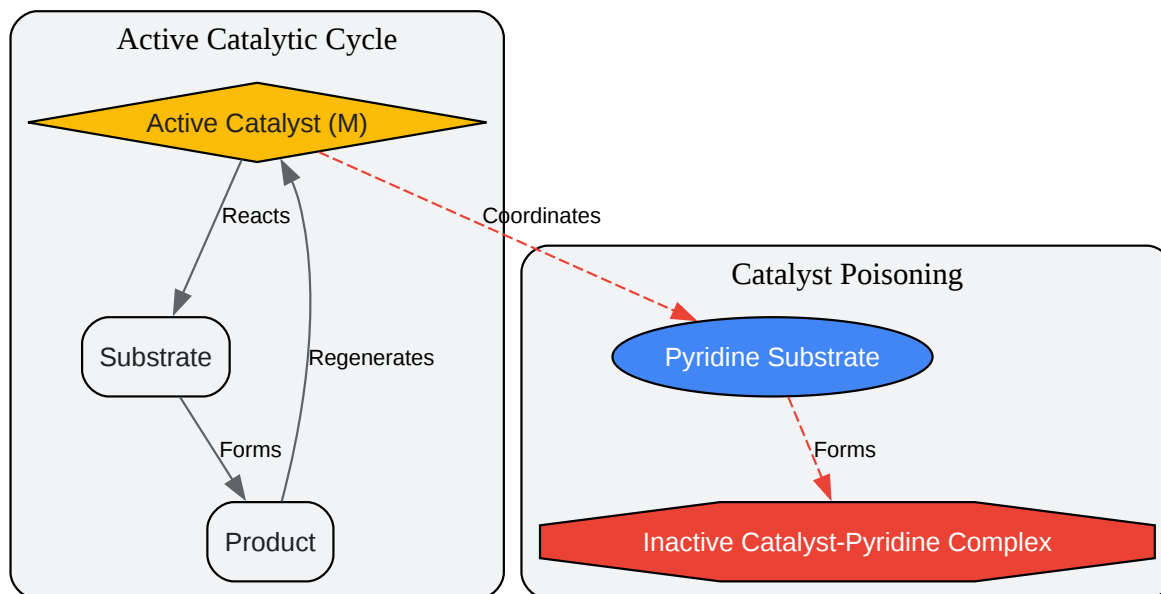 Active Catalytic Cycle
Active Catalyst (M)
Reacts
Coordinates
Catalyst Poisoning
Substrate
Regenerates
Pyridine Substrate
Forms
Forms
Product
Inactive Catalyst-Pyridine Complex